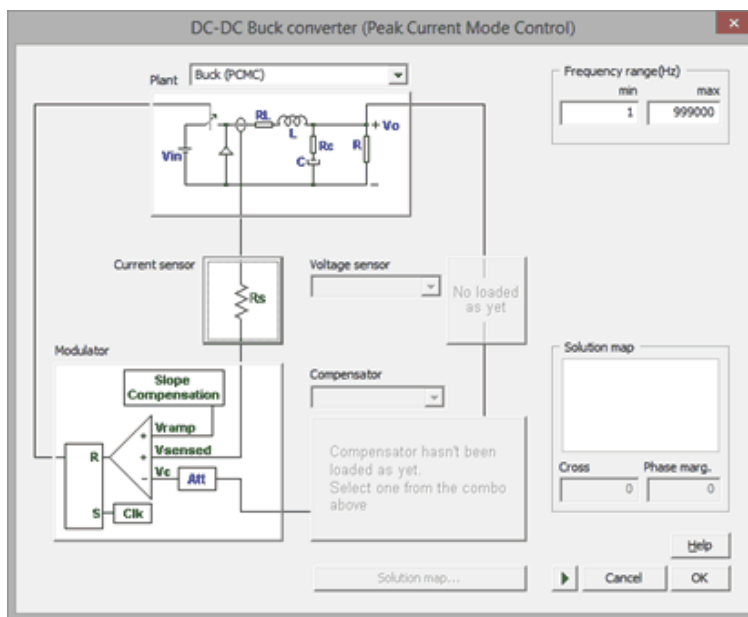 DC-DC Buck converter (Peak Current Mode Control)
Plant
Buck (PCMC)
Frequency range(Hz)
min
max
1
999000
RL
L
+ Vo
Vin
Rc
C
R
−
Current sensor
Rs
Voltage sensor
No loaded
as yet
Modulator
Slope
Compensation
Vramp
Vsensed
Vc
Att
R
S
Clk
+
+
−
Compensator
Compensator hasn't been
loaded as yet.
Select one from the combo
above
Solution map
Cross
Phase marg.
0
0
Help
Solution map...
Cancel
OK